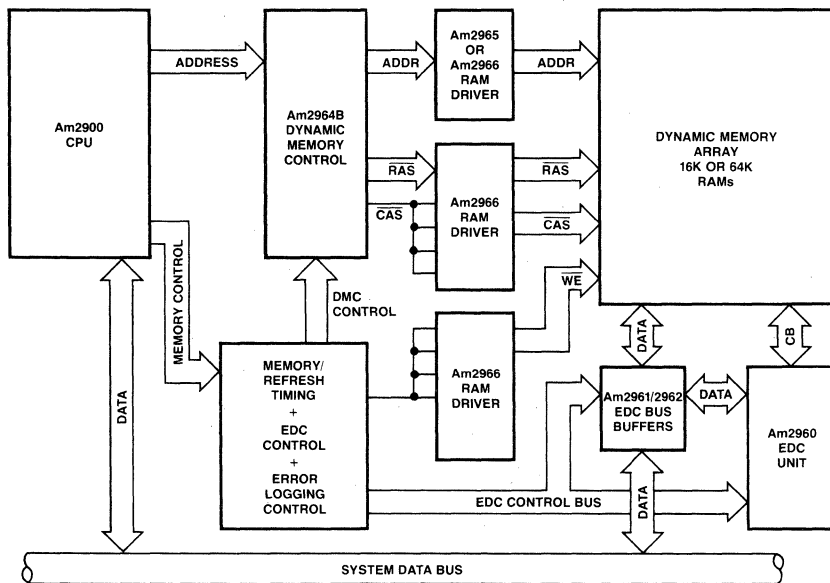 Am2900
CPU
ADDRESS
Am2964B
DYNAMIC
MEMORY
CONTROL
ADDR
Am2965
OR
Am2966
RAM
DRIVER
ADDR
DYNAMIC MEMORY
ARRAY
16K OR 64K
RAMs
RAS
CAS
Am2966
RAM
DRIVER
RAS
CAS
WE
MEMORY CONTROL
DMC
CONTROL
DATA
MEMORY/
REFRESH
TIMING
+
EDC
CONTROL
+
ERROR
LOGGING
CONTROL
Am2966
RAM
DRIVER
DATA
CB
Am2961/2962
EDC BUS
BUFFERS
DATA
Am2960
EDC
UNIT
EDC CONTROL BUS
DATA
SYSTEM DATA BUS